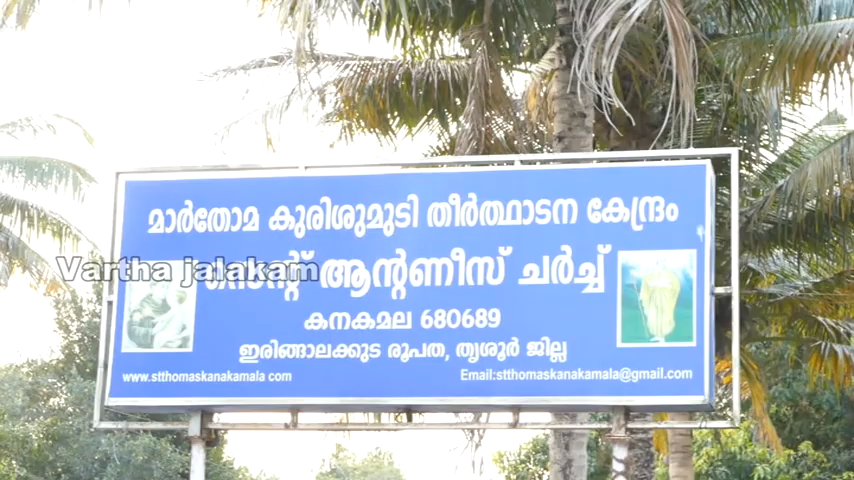 മാർതോമ കുരിശുമുടി തീർത്ഥാടന കേന്ദ്രം
Vartha jalakam
സെന്റ് ആന്റണീസ് ചർച്ച്
കനകമല 680689
ഇരിങ്ങാലക്കുട രൂപത, തൃശൂർ ജില്ല
www.stthomaskanakamala com
Email:stthomaskanakamala@gmail.com